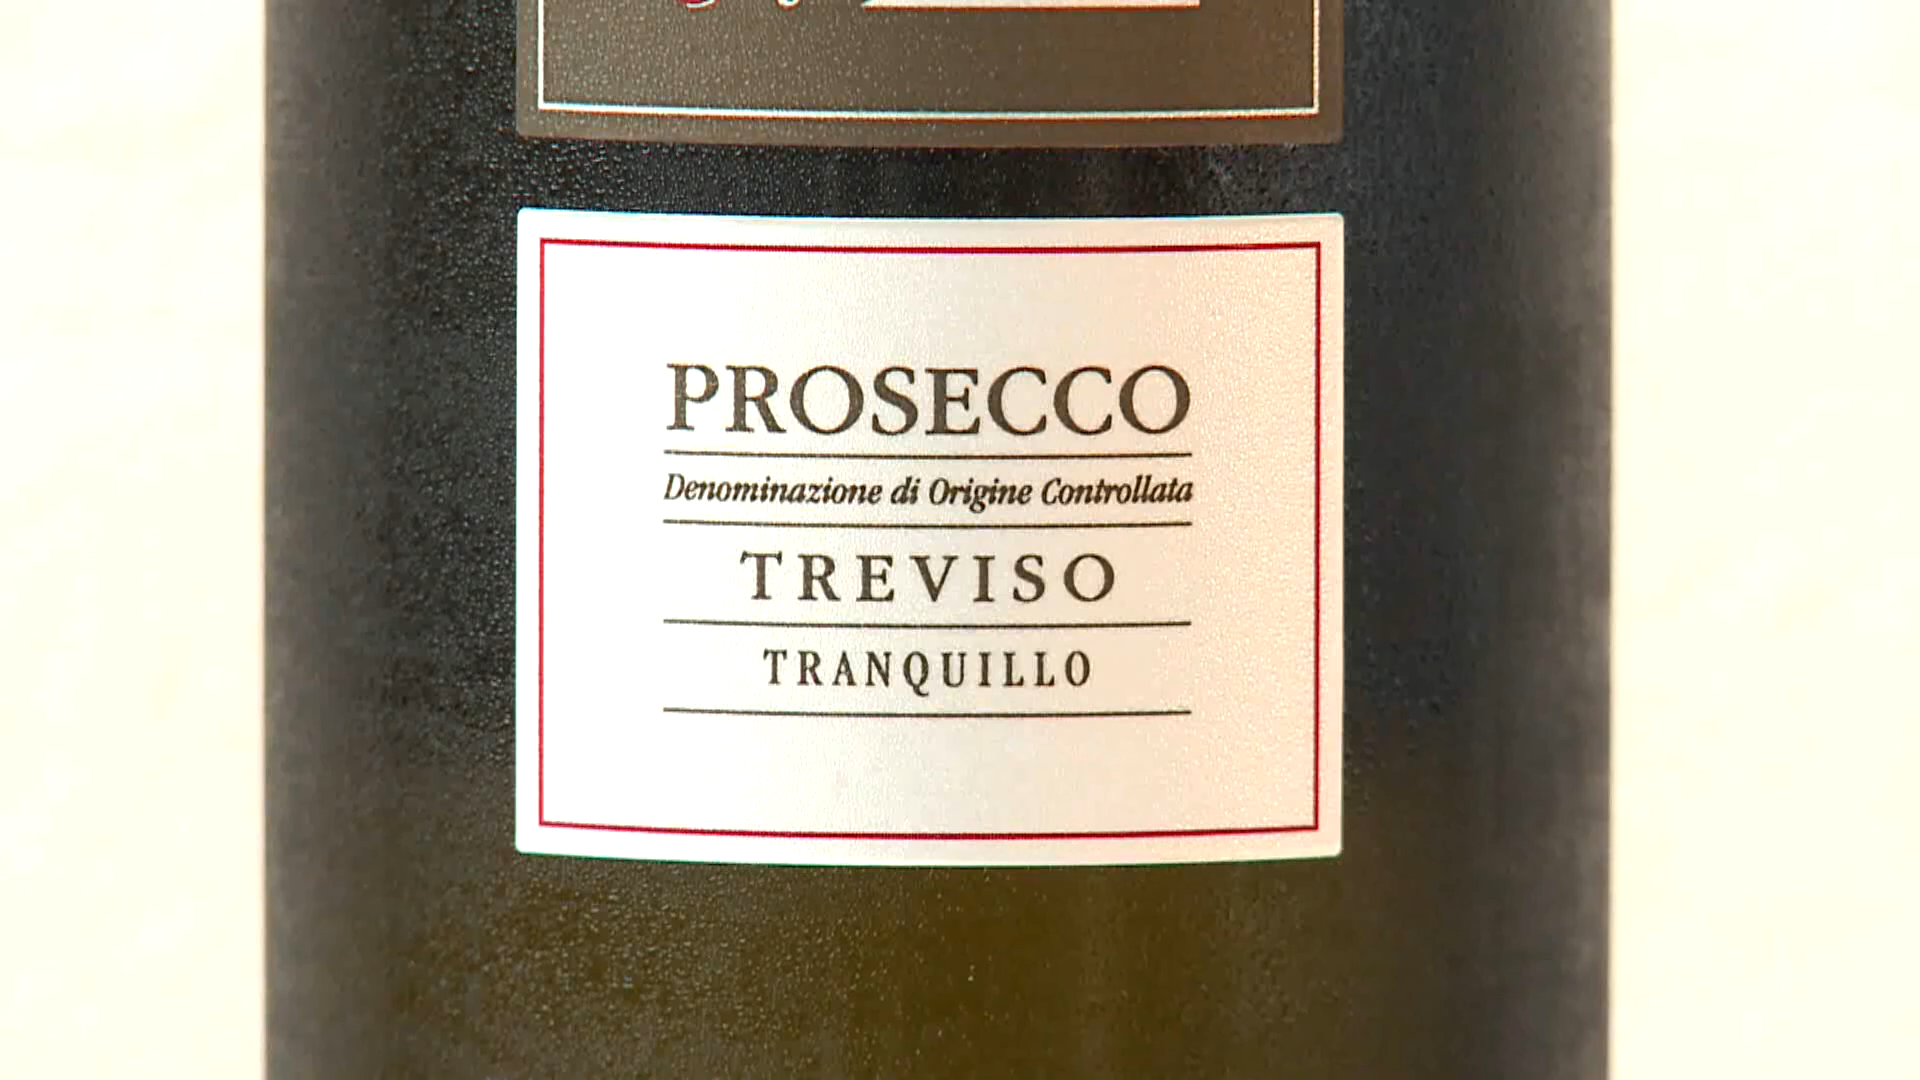 PROSECCO
Denominazione di Origine Controllata
TREVISO
TRANQUILLO